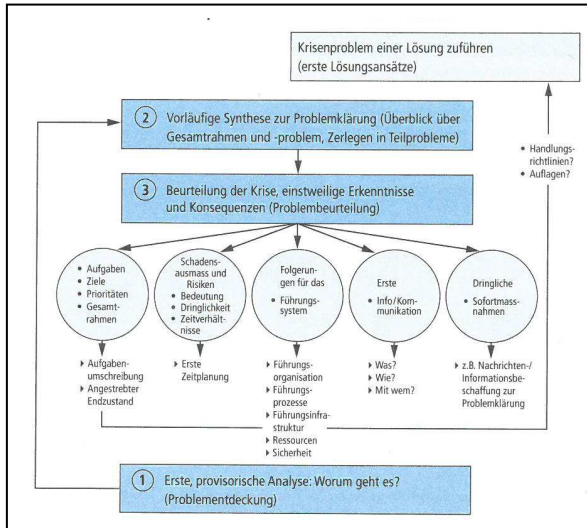 Krisenproblem einer Lösung zuführen
(erste Lösungsansätze)
2 Vorläufige Synthese zur Problemklärung (Überblick über
Gesamtrahmen und -problem, Zerlegen in Teilprobleme)
• Handlungs-
richtlinien?
• Auflagen?
3 Beurteilung der Krise, einstweilige Erkenntnisse
und Konsequenzen (Problembeurteilung)
• Aufgaben
• Ziele
• Prioritäten
• Gesamt-
rahmen
Schadens-
ausmass und
Risiken
• Bedeutung
• Dringlichkeit
• Zeitverhält-
nisse
Folgerun-
gen für das
• Führungs-
system
Erste
• Info/Kom-
munikation
Dringliche
• Sofortmass-
nahmen
▸ Aufgaben-
umschreibung
▸ Angestrebter
Endzustand
▸ Erste
Zeitplanung
▸ Führungs-
organisation
▸ Führungs-
prozesse
▸ Führungsinfra-
struktur
▸ Ressourcen
▸ Sicherheit
▸ Was?
▸ Wie?
▸ Mit wem?
▸ z.B. Nachrichten-/
Informationsbe-
schaffung zur
Problemklärung
1 Erste, provisorische Analyse: Worum geht es?
(Problementdeckung)